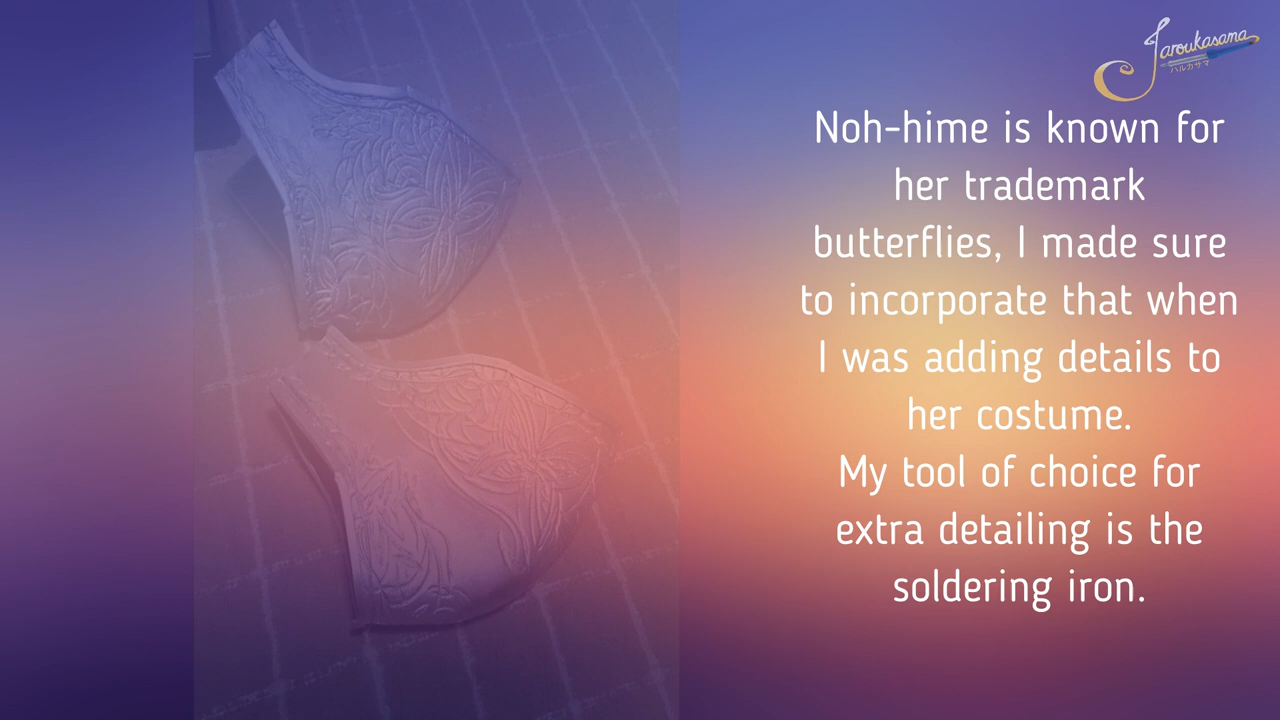 Jaroukasama
ハルカサマ
Noh-hime is known for
her trademark
butterflies, I made sure
to incorporate that when
I was adding details to
her costume.
My tool of choice for
extra detailing is the
soldering iron.